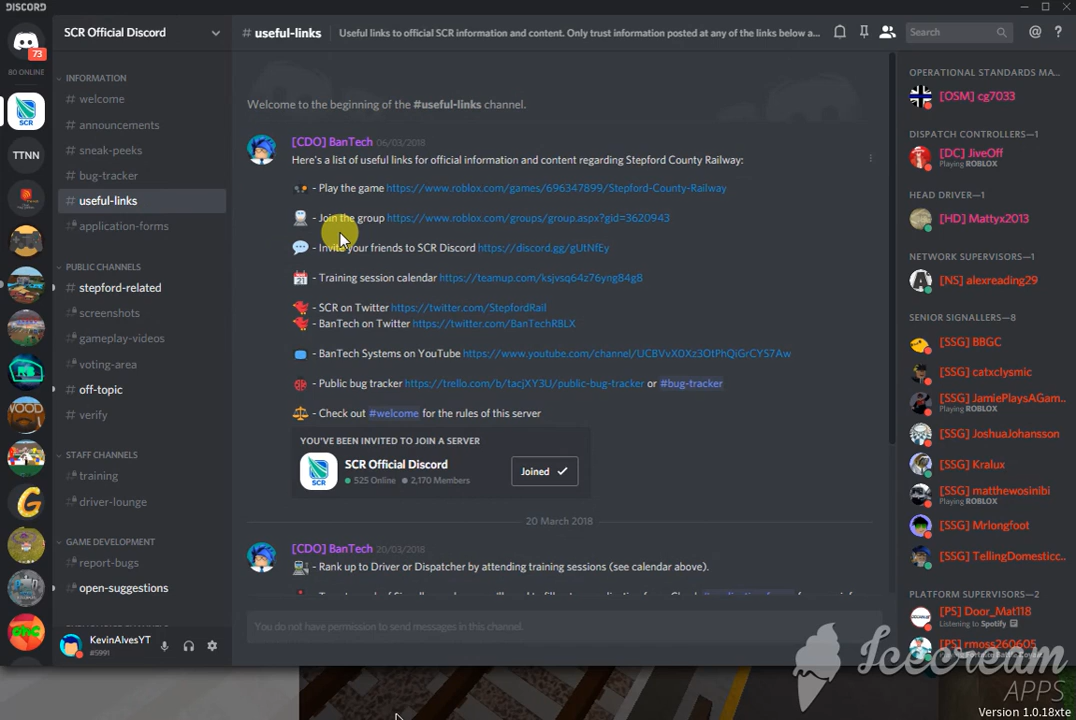 DISCORD
73
80 ONLINE
SCR
TTNN
WOOD
G
SCR Official Discord
# useful-links
Useful links to official SCR information and content. Only trust information posted at any of the links below a...
Search
@
?
INFORMATION
# welcome
# announcements
# sneak-peeks
# bug-tracker
# useful-links
application-forms
PUBLIC CHANNELS
# stepford-related
# screenshots
# gameplay-videos
# voting-area
# off-topic
# verify
STAFF CHANNELS
training
driver-lounge
GAME DEVELOPMENT
report-bugs
open-suggestions
KevinAlvesYT
#5991
Welcome to the beginning of the #useful-links channel.
[CDO] BanTech 06/03/2018
Here's a list of useful links for official information and content regarding Stepford County Railway:
- Play the game https://www.roblox.com/games/696347899/Stepford-County-Railway
- Join the group https://www.roblox.com/groups/group.aspx?gid=3620943
- Invite your friends to SCR Discord https://discord.gg/gUtNfEy
- Training session calendar https://teamup.com/ksjvsq64z76yng84g8
- SCR on Twitter https://twitter.com/StepfordRail
- BanTech on Twitter https://twitter.com/BanTechRBLX
- BanTech Systems on YouTube https://www.youtube.com/channel/UCBVvX0Xz3OtPhQiGrCYS7Aw
- Public bug tracker https://trello.com/b/tacjXY3U/public-bug-tracker or #bug-tracker
- Check out #welcome for the rules of this server
YOU'VE BEEN INVITED TO JOIN A SERVER
SCR
SCR Official Discord
525 Online 2,170 Members
Joined
20 March 2018
[CDO] BanTech 20/03/2018
- Rank up to Driver or Dispatcher by attending training sessions (see calendar above).
You do not have permission to send messages in this channel.
OPERATIONAL STANDARDS MA...
[OSM] cg7033
DISPATCH CONTROLLERS—1
[DC] JiveOff
Playing ROBLOX
HEAD DRIVER—1
[HD] Mattyx2013
NETWORK SUPERVISORS—1
[NS] alexreading29
SENIOR SIGNALLERS—8
[SSG] BBGC
[SSG] catxclysmic
[SSG] JamiePlaysAGam...
Playing ROBLOX
[SSG] JoshuaJohansson
[SSG] Kralux
[SSG] matthewosinibi
Playing ROBLOX
[SSG] Mrlongfoot
[SSG] TellingDomesticc..
PLATFORM SUPERVISORS—2
[PS] Door_Mat118
Listening to Spotify
[PS] rmoss260605
Icecream
APPS
Version 1.0.18xte